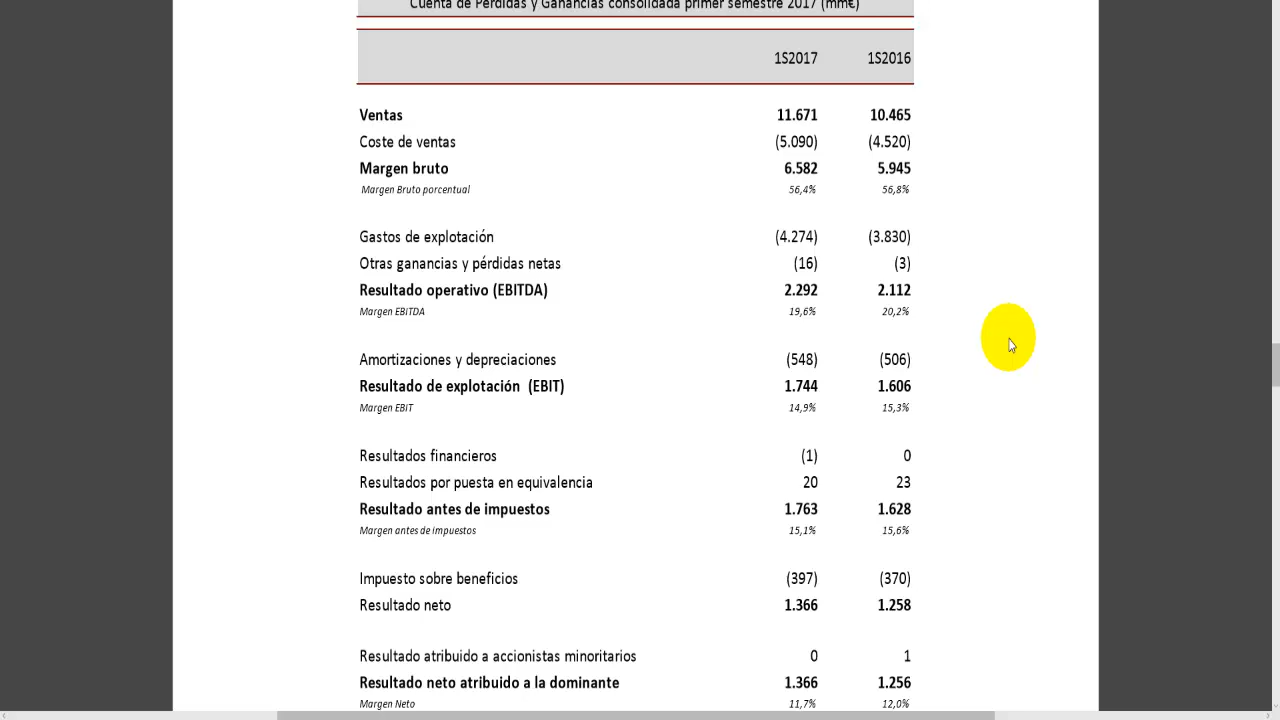 Cuenta de Pérdidas y Ganancias consolidada primer semestre 2017 (mm€)
1S2017 1S2016
Ventas 11.671 10.465
Coste de ventas (5.090) (4.520)
Margen bruto 6.582 5.945
Margen Bruto porcentual 56,4% 56,8%
Gastos de explotación (4.274) (3.830)
Otras ganancias y pérdidas netas (16) (3)
Resultado operativo (EBITDA) 2.292 2.112
Margen EBITDA 19,6% 20,2%
Amortizaciones y depreciaciones (548) (506)
Resultado de explotación (EBIT) 1.744 1.606
Margen EBIT 14,9% 15,3%
Resultados financieros (1) 0
Resultados por puesta en equivalencia 20 23
Resultado antes de impuestos 1.763 1.628
Margen antes de impuestos 15,1% 15,6%
Impuesto sobre beneficios (397) (370)
Resultado neto 1.366 1.258
Resultado atribuido a accionistas minoritarios 0 1
Resultado neto atribuido a la dominante 1.366 1.256
Margen Neto 11,7% 12,0%